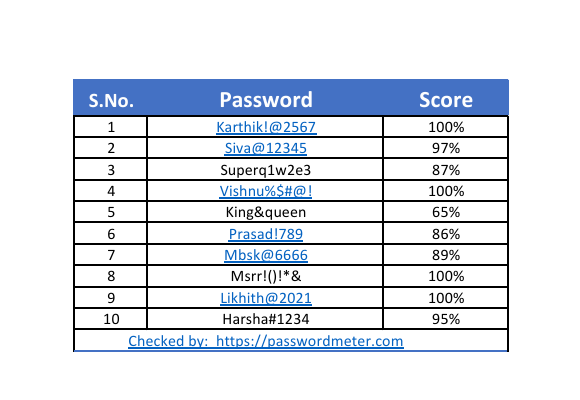 S.No. Password Score
1 Karthik!@2567 100%
2 Siva@12345 97%
3 Superq1w2e3 87%
4 Vishnu%$#@! 100%
5 King&queen 65%
6 Prasad!789 86%
7 Mbsk@6666 89%
8 Msrr!()!*& 100%
9 Likhith@2021 100%
10 Harsha#1234 95%
Checked by: https://passwordmeter.com